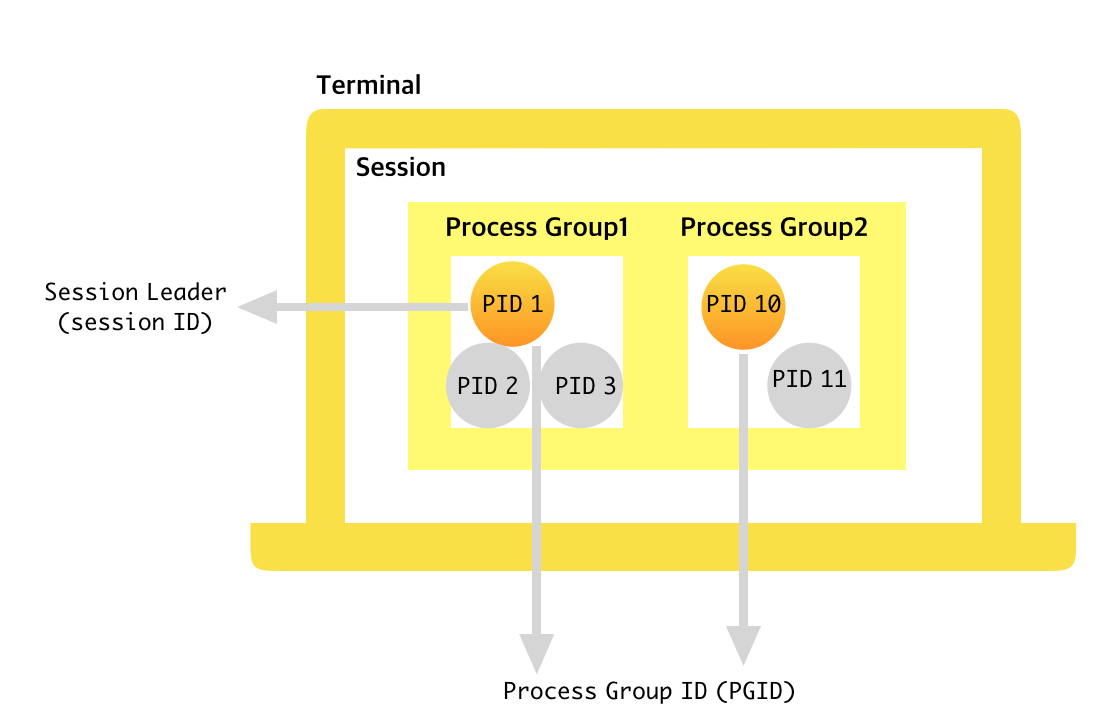 Terminal
Session
Process Group1
Process Group2
Session Leader
(session ID)
PID 1
PID 10
PID 2
PID 3
PID 11
Process Group ID (PGID)